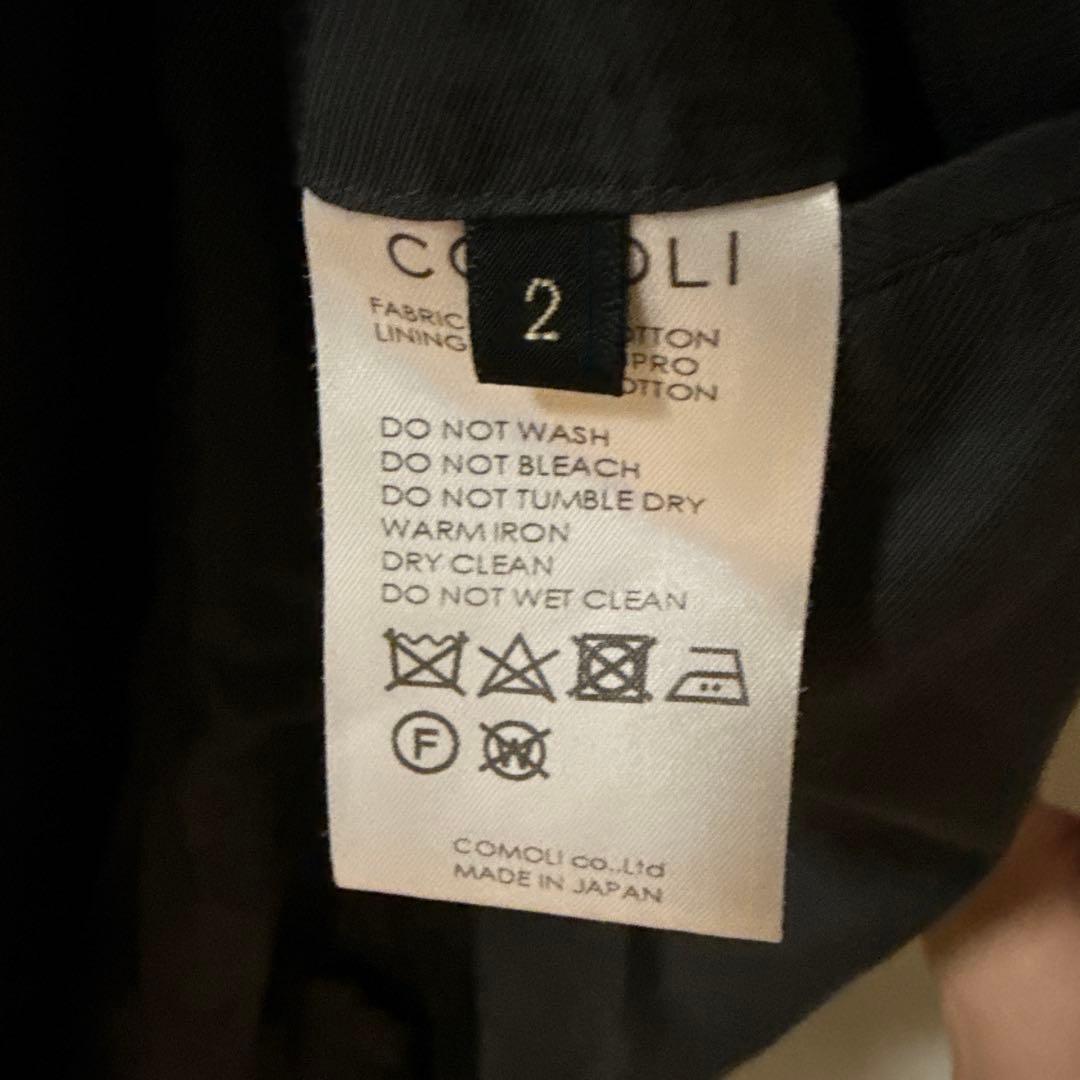 2
FABRIC
LINING
DO NOT WASH
DO NOT BLEACH
DO NOT TUMBLE DRY
WARM IRON
DRY CLEAN
DO NOT WET CLEAN
F
W
COMOLI co.,Ltd
MADE IN JAPAN